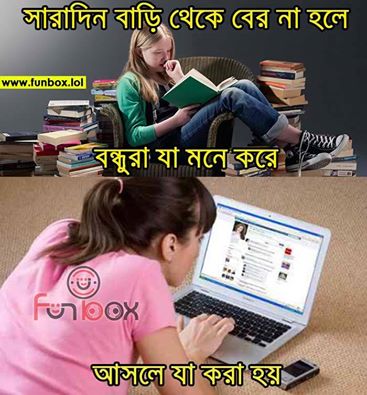 সারাদিন বাড়ি থেকে বের না হলে
www.funbox.lol
বন্ধুরা যা মনে করে
Funbox
আসলে যা করা হয়